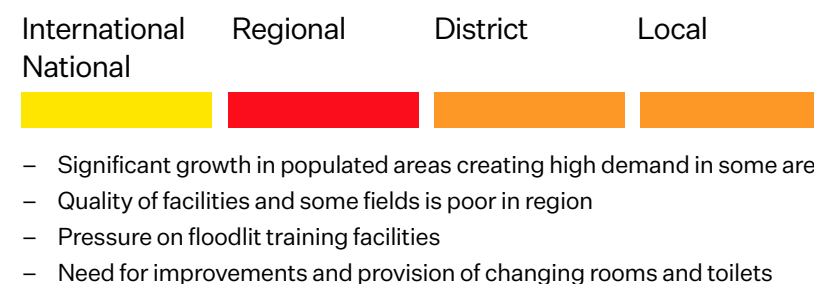 International Regional District Local
National
– Significant growth in populated areas creating high demand in some are
– Quality of facilities and some fields is poor in region
– Pressure on floodlit training facilities
– Need for improvements and provision of changing rooms and toilets